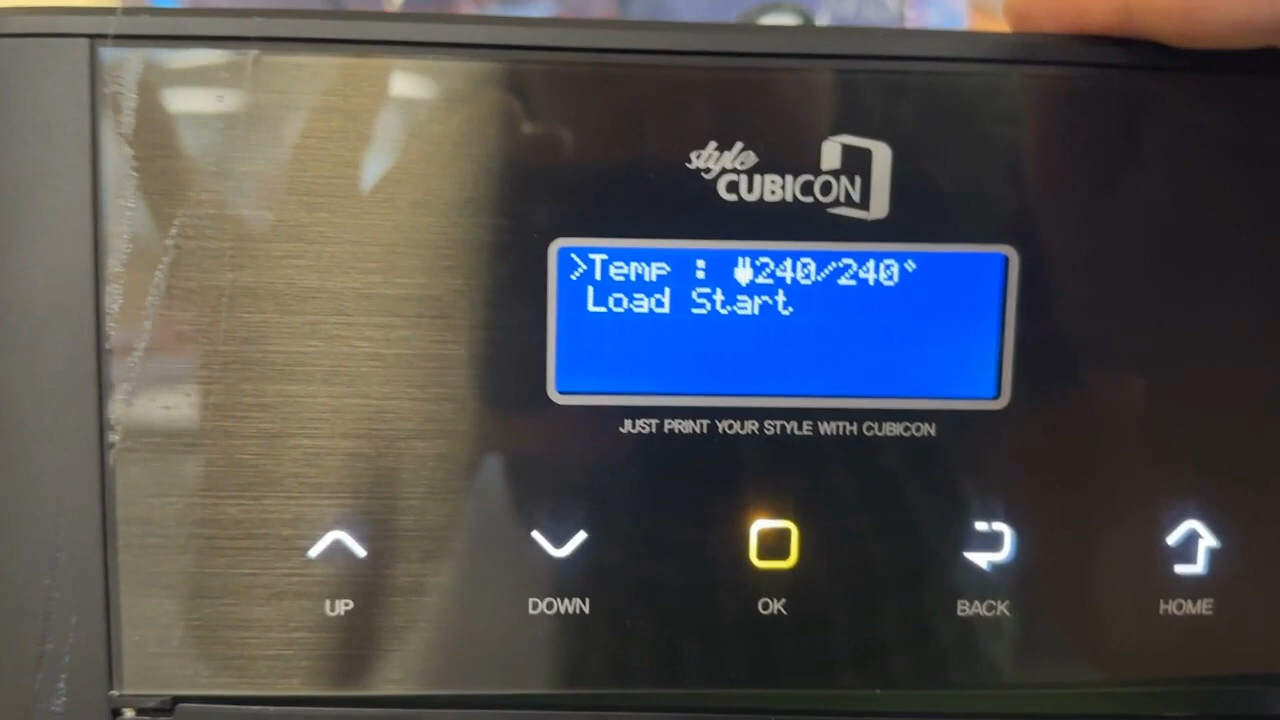 style
CUBICON
>Temp : 240/240°
Load Start
JUST PRINT YOUR STYLE WITH CUBICON
UP
DOWN
OK
BACK
HOME